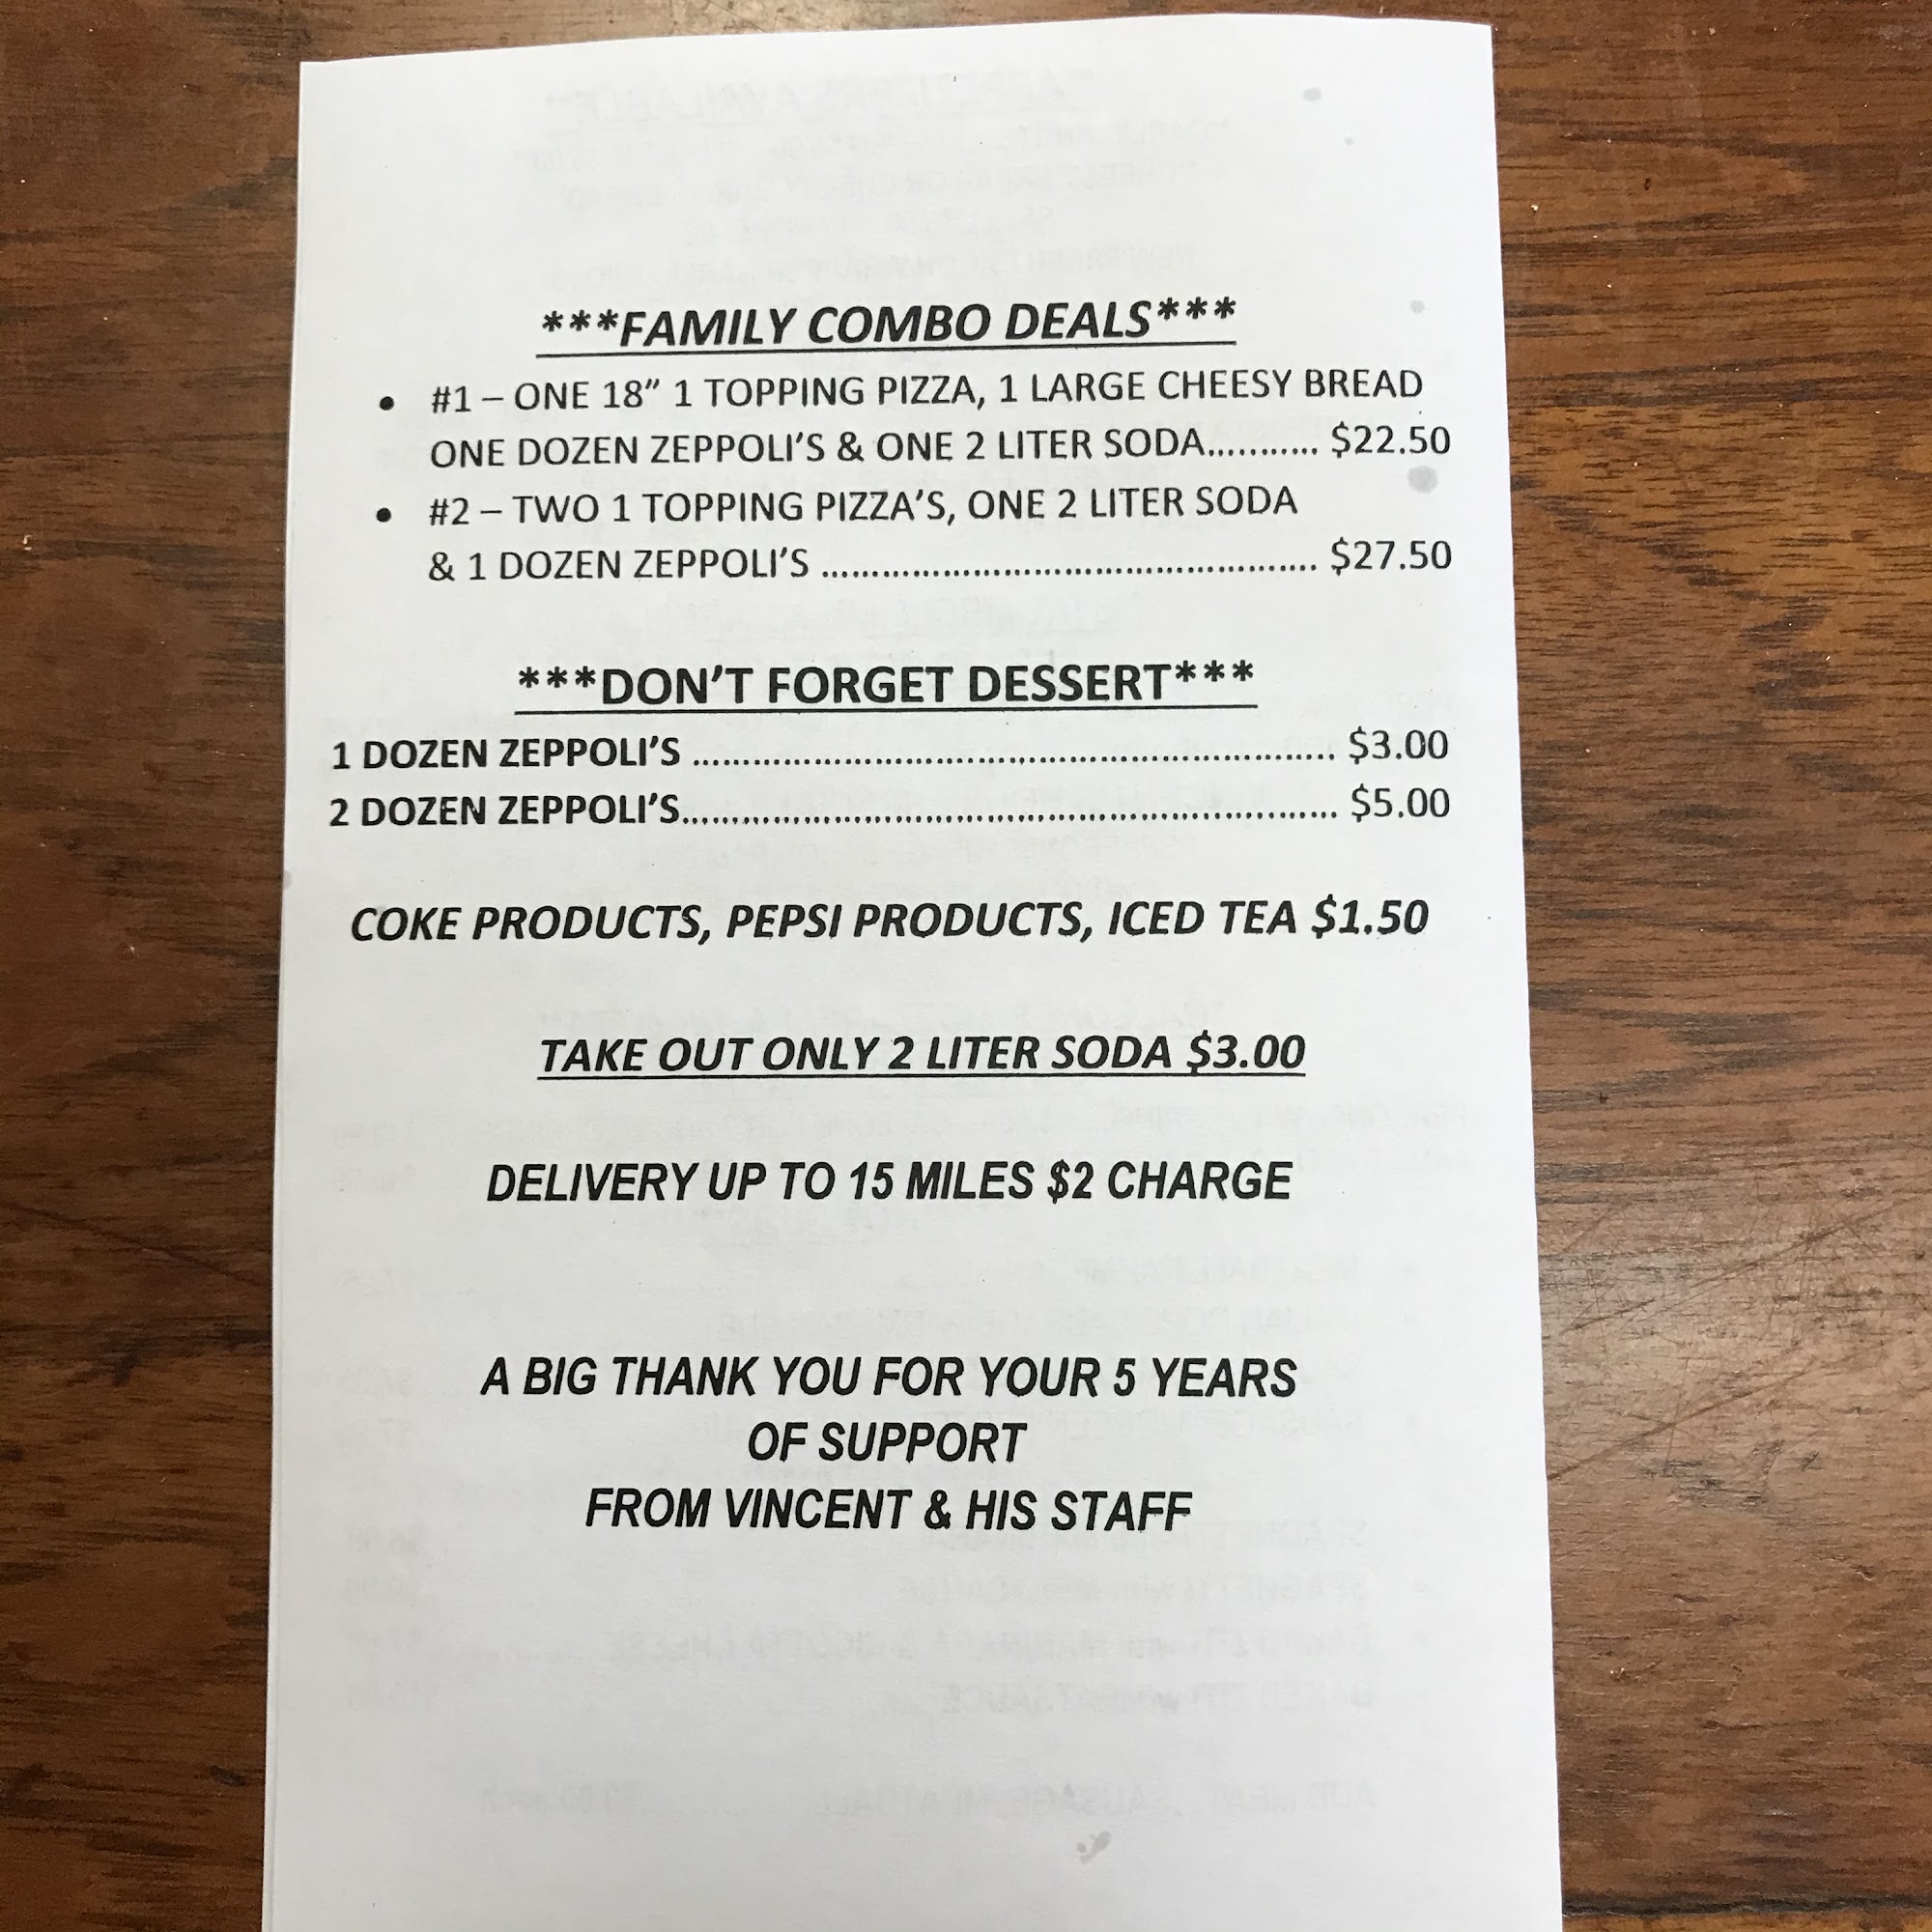 ***FAMILY COMBO DEALS***
• #1 – ONE 18” 1 TOPPING PIZZA, 1 LARGE CHEESY BREAD
ONE DOZEN ZEPPOLI’S & ONE 2 LITER SODA........... $22.50
• #2 – TWO 1 TOPPING PIZZA’S, ONE 2 LITER SODA
& 1 DOZEN ZEPPOLI’S ................................................. $27.50
***DON’T FORGET DESSERT***
1 DOZEN ZEPPOLI’S ................................................................ $3.00
2 DOZEN ZEPPOLI’S................................................................. $5.00
COKE PRODUCTS, PEPSI PRODUCTS, ICED TEA $1.50
TAKE OUT ONLY 2 LITER SODA $3.00
DELIVERY UP TO 15 MILES $2 CHARGE
A BIG THANK YOU FOR YOUR 5 YEARS
OF SUPPORT
FROM VINCENT & HIS STAFF